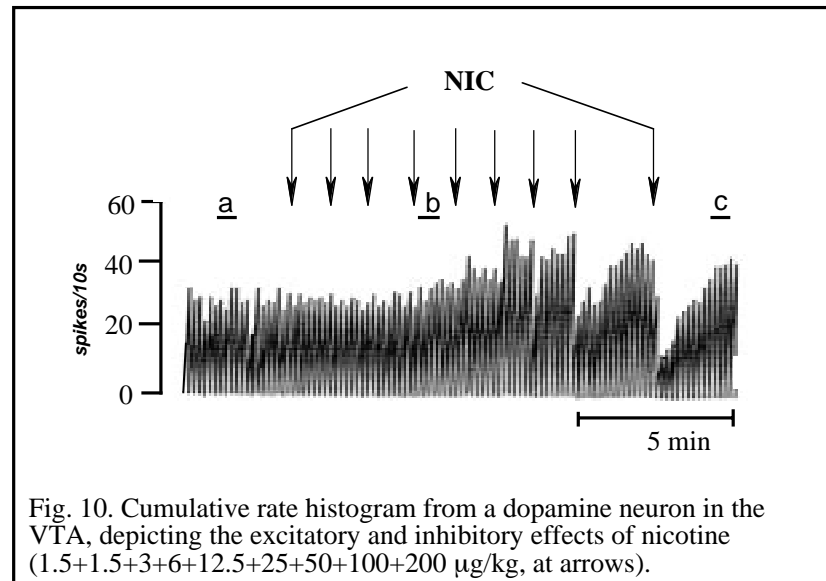 NIC
a
b
c
60
40
20
0
spikes/10s
5 min
Fig. 10. Cumulative rate histogram from a dopamine neuron in the
VTA, depicting the excitatory and inhibitory effects of nicotine
(1.5+1.5+3+6+12.5+25+50+100+200 µg/kg, at arrows).